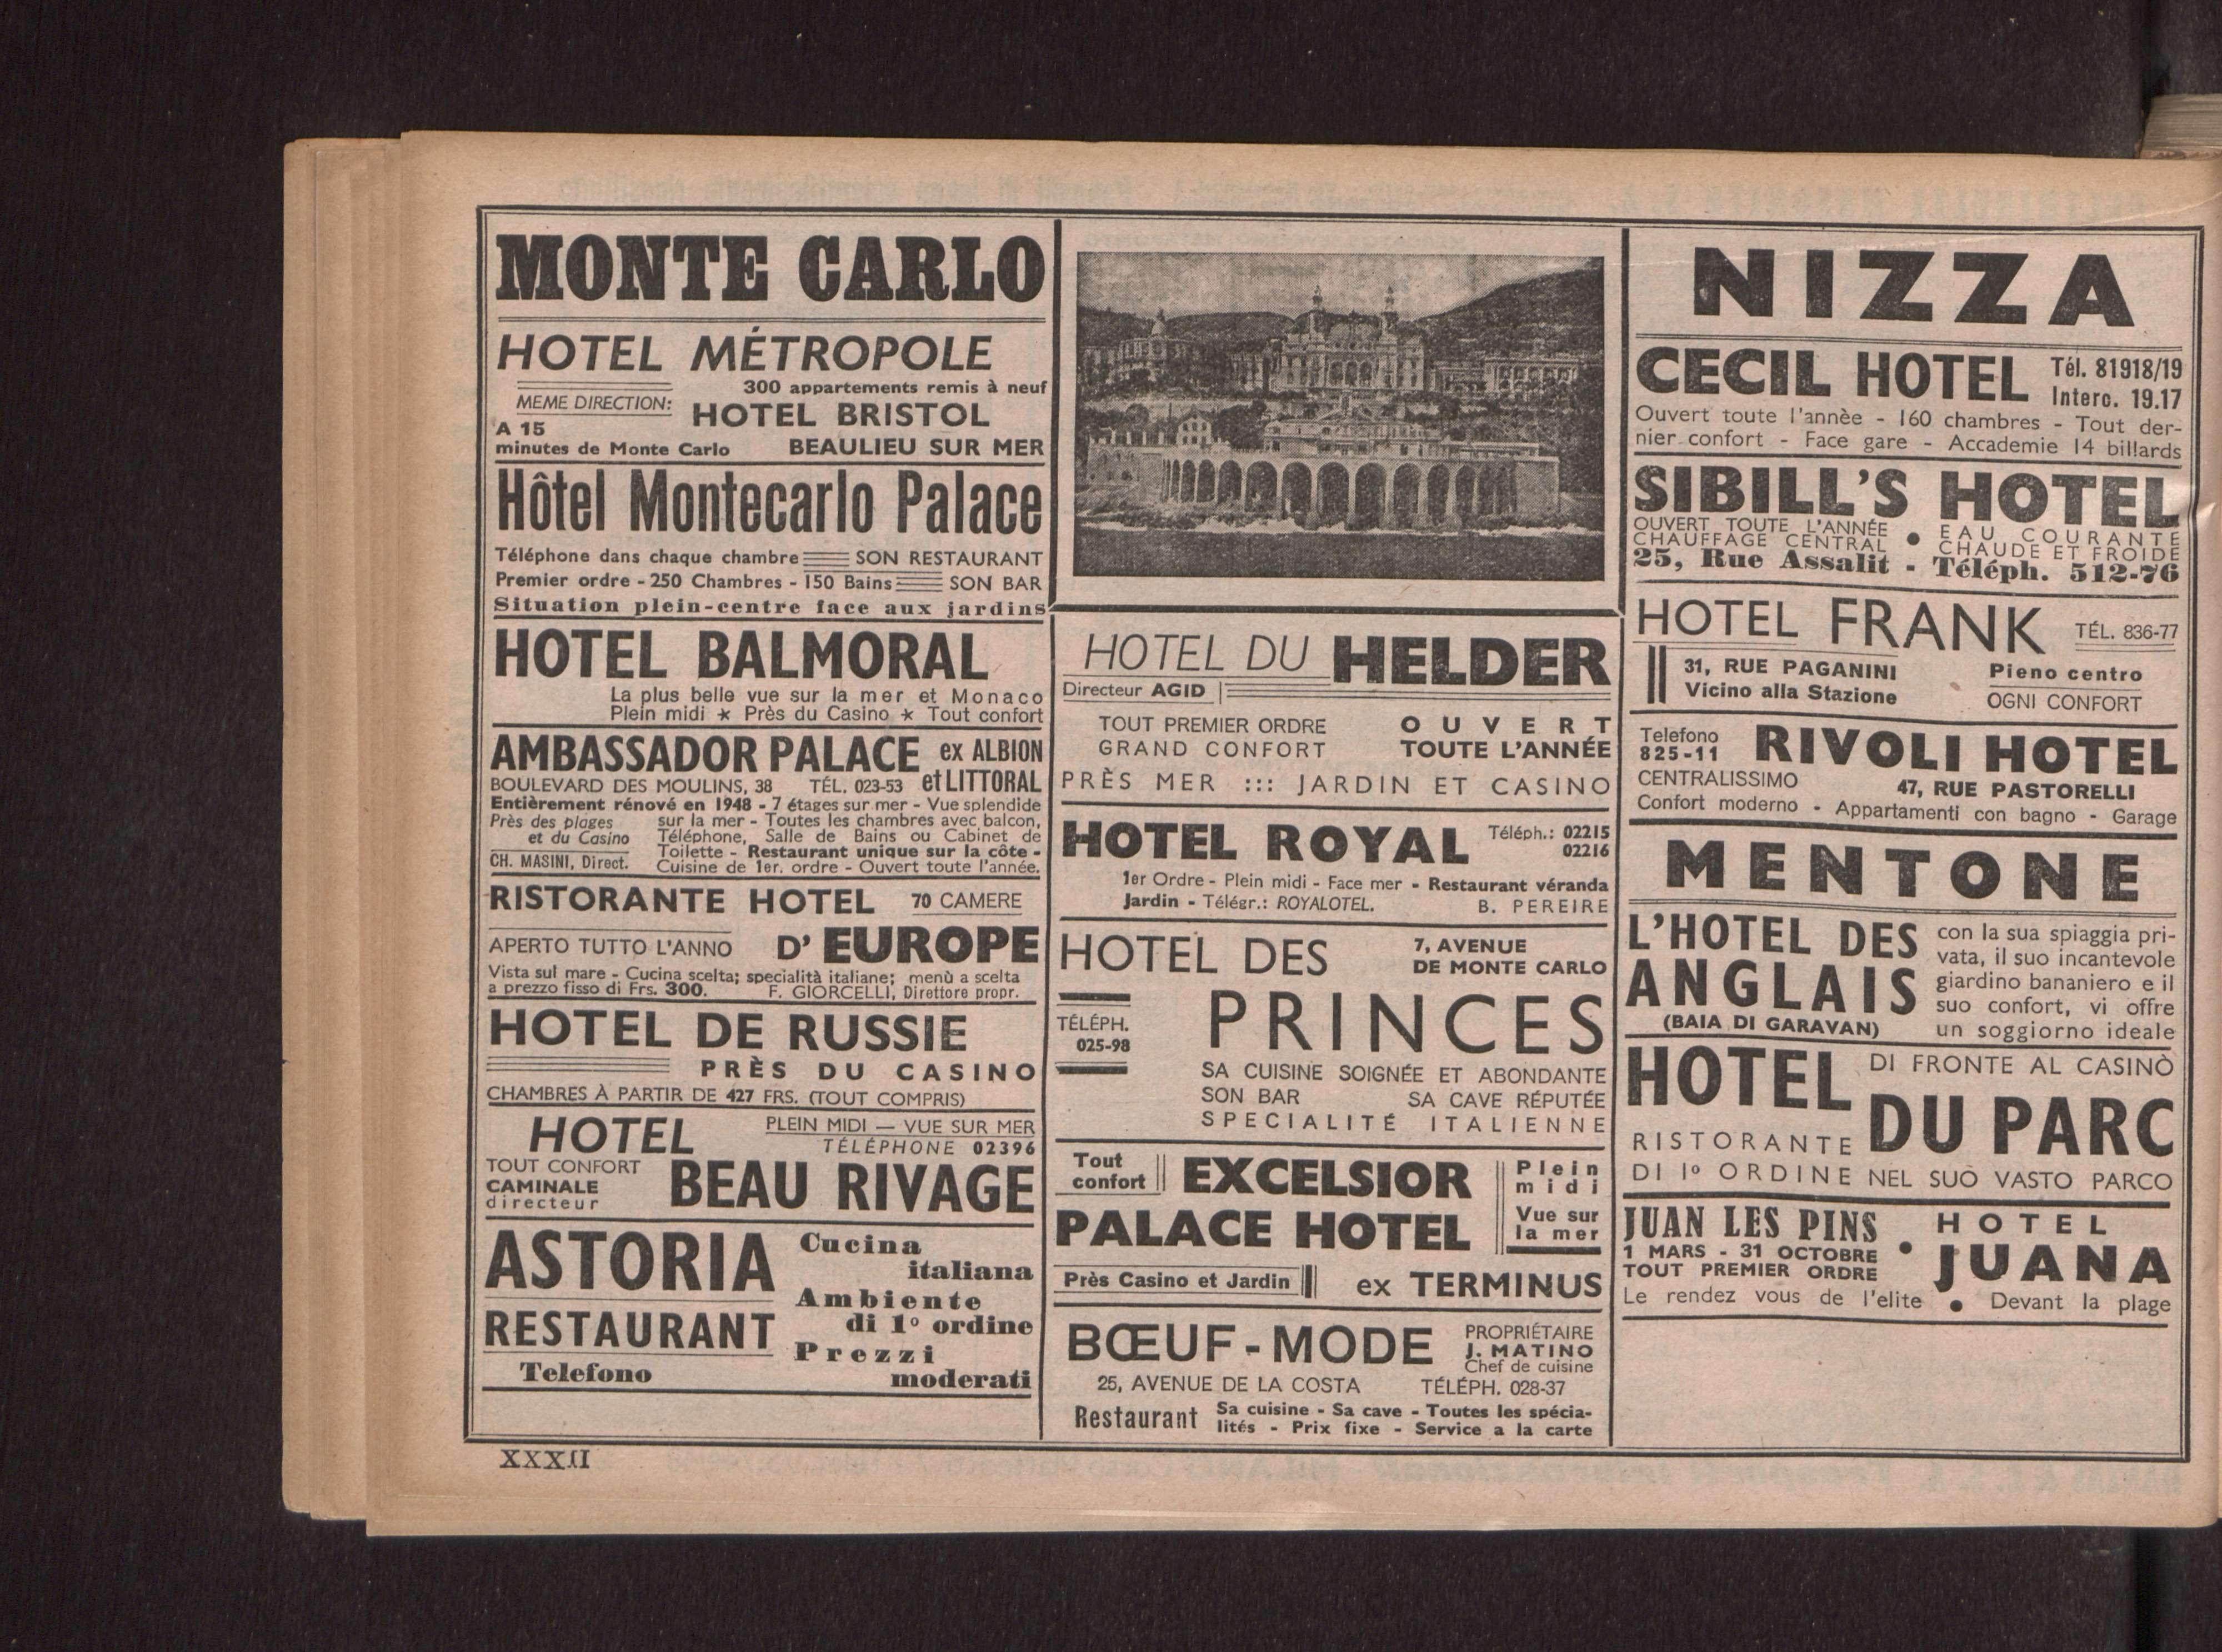 MONTE CARLO
HOTEL MÉTROPOLE
300 appartements remis à neuf
MEME DIRECTION: HOTEL BRISTOL
A 15
minutes de Monte Carlo BEAULIEU SUR MER
Hôtel Montecarlo Palace
Téléphone dans chaque chambre SON RESTAURANT
Premier ordre - 250 Chambres - 150 Bains SON BAR
Situation plein-centre face aux jardins
HOTEL BALMORAL
La plus belle vue sur la mer et Monaco
Plein midi ★ Près du Casino ★ Tout confort
AMBASSADOR PALACE ex ALBION
et LITTORAL
BOULEVARD DES MOULINS, 38 TÉL. 023-53
Entièrement rénové en 1948 - 7 étages sur mer - Vue splendide
sur la mer - Toutes les chambres avec balcon,
Téléphone, Salle de Bains ou Cabinet de
Toilette - Restaurant unique sur la côte -
Cuisine de 1er. ordre - Ouvert toute l'année.
Près des plages
et du Casino
CH. MASINI, Direct.
RISTORANTE HOTEL 70 CAMERE
APERTO TUTTO L'ANNO D'EUROPE
Vista sul mare - Cucina scelta; specialità italiane; menù a scelta
a prezzo fisso di Frs. 300. F. GIORCELLI, Direttore propr.
HOTEL DE RUSSIE
PRÈS DU CASINO
CHAMBRES À PARTIR DE 427 FRS. (TOUT COMPRIS)
HOTEL PLEIN MIDI — VUE SUR MER
TÉLÉPHONE 02396
TOUT CONFORT
CAMINALE
directeur
BEAU RIVAGE
ASTORIA
RESTAURANT
Telefono
Cucina
italiana
Ambiente
di 1º ordine
Prezzi
moderati
HOTEL DU HELDER
Directeur AGID
TOUT PREMIER ORDRE
GRAND CONFORT
OUVERT
TOUTE L'ANNÉE
PRÈS MER ::: JARDIN ET CASINO
HOTEL ROYAL Téléph.: 02215
02216
1er Ordre - Plein midi - Face mer - Restaurant véranda
Jardin - Télégr.: ROYALOTEL. B. PEREIRE
HOTEL DES
7, AVENUE
DE MONTE CARLO
PRINCES
TÉLÉPH.
025-98
SA CUISINE SOIGNÉE ET ABONDANTE
SON BAR SA CAVE RÉPUTÉE
SPECIALITÉ ITALIENNE
Tout
confort
EXCELSIOR
PALACE HOTEL
Plein
midi
Vue sur
la mer
Près Casino et Jardin ex TERMINUS
BŒUF-MODE
PROPRIÉTAIRE
J. MATINO
Chef de cuisine
25, AVENUE DE LA COSTA TÉLÉPH. 028-37
Restaurant
Sa cuisine - Sa cave - Toutes les spécia-
lités - Prix fixe - Service a la carte
NIZZA
CECIL HOTEL
Tél. 81918/19
Interc. 19.17
Ouvert toute l'annèe - 160 chambres - Tout der-
nier confort - Face gare - Accademie 14 billards
SIBILL'S HOTEL
OUVERT TOUTE L'ANNÉE
CHAUFFAGE CENTRAL
● EAU COURANTE
CHAUDE ET FROIDE
25, Rue Assalit - Téléph. 512-76
HOTEL FRANK TÉL. 836-77
31, RUE PAGANINI
Vicino alla Stazione
Pieno centro
OGNI CONFORT
Telefono
825-11
RIVOLI HOTEL
CENTRALISSIMO 47, RUE PASTORELLI
Confort moderno - Appartamenti con bagno - Garage
MENTONE
L'HOTEL DES
ANGLAIS
(BAIA DI GARAVAN)
con la sua spiaggia pri-
vata, il suo incantevole
giardino bananiero e il
suo confort, vi offre
un soggiorno ideale
HOTEL
DI FRONTE AL CASINÒ
DU PARC
RISTORANTE
DI Iº ORDINE NEL SUÒ VASTO PARCO
JUAN LES PINS
1 MARS - 31 OCTOBRE
TOUT PREMIER ORDRE
● HOTEL
JUANA
Le rendez vous de l'elite ● Devant la plage
XXXII